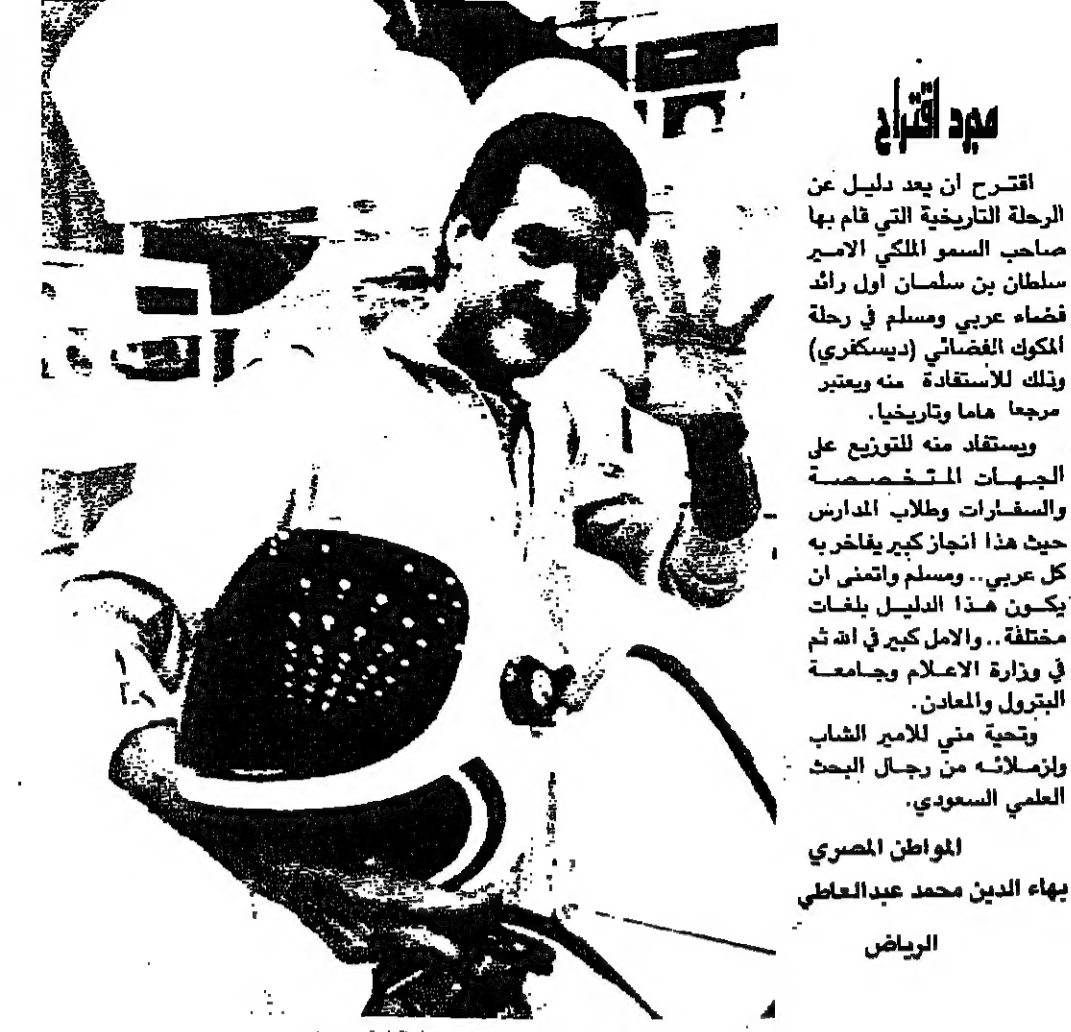 مجرد اقتراح
اقترح ان يعد دليل عن
الرحلة التاريخية التي قام بها
صاحب السمو الملكي الامير
سلطان بن سلمان اول رائد
فضاء عربي ومسلم في رحلة
المكوك الفضائي (ديسكفري)
وذلك للاستفادة منه ويعتبر
مرجعا هاما وتاريخيا.
ويستفاد منه للتوزيع على
الجهات المتخصصة
والسفارات وطلاب المدارس
حيث هذا انجاز كبير يفاخر به
كل عربي.. ومسلم واتمنى ان
يكون هذا الدليل بلغات
مختلفة.. والامل كبير في الله ثم
في وزارة الاعلام وجامعة
البترول والمعادن.
وتحية مني للامير الشاب
ولزملائه من رجال البحث
العلمي السعودي.
المواطن المصري
بهاء الدين محمد عبدالعاطي
الرياض